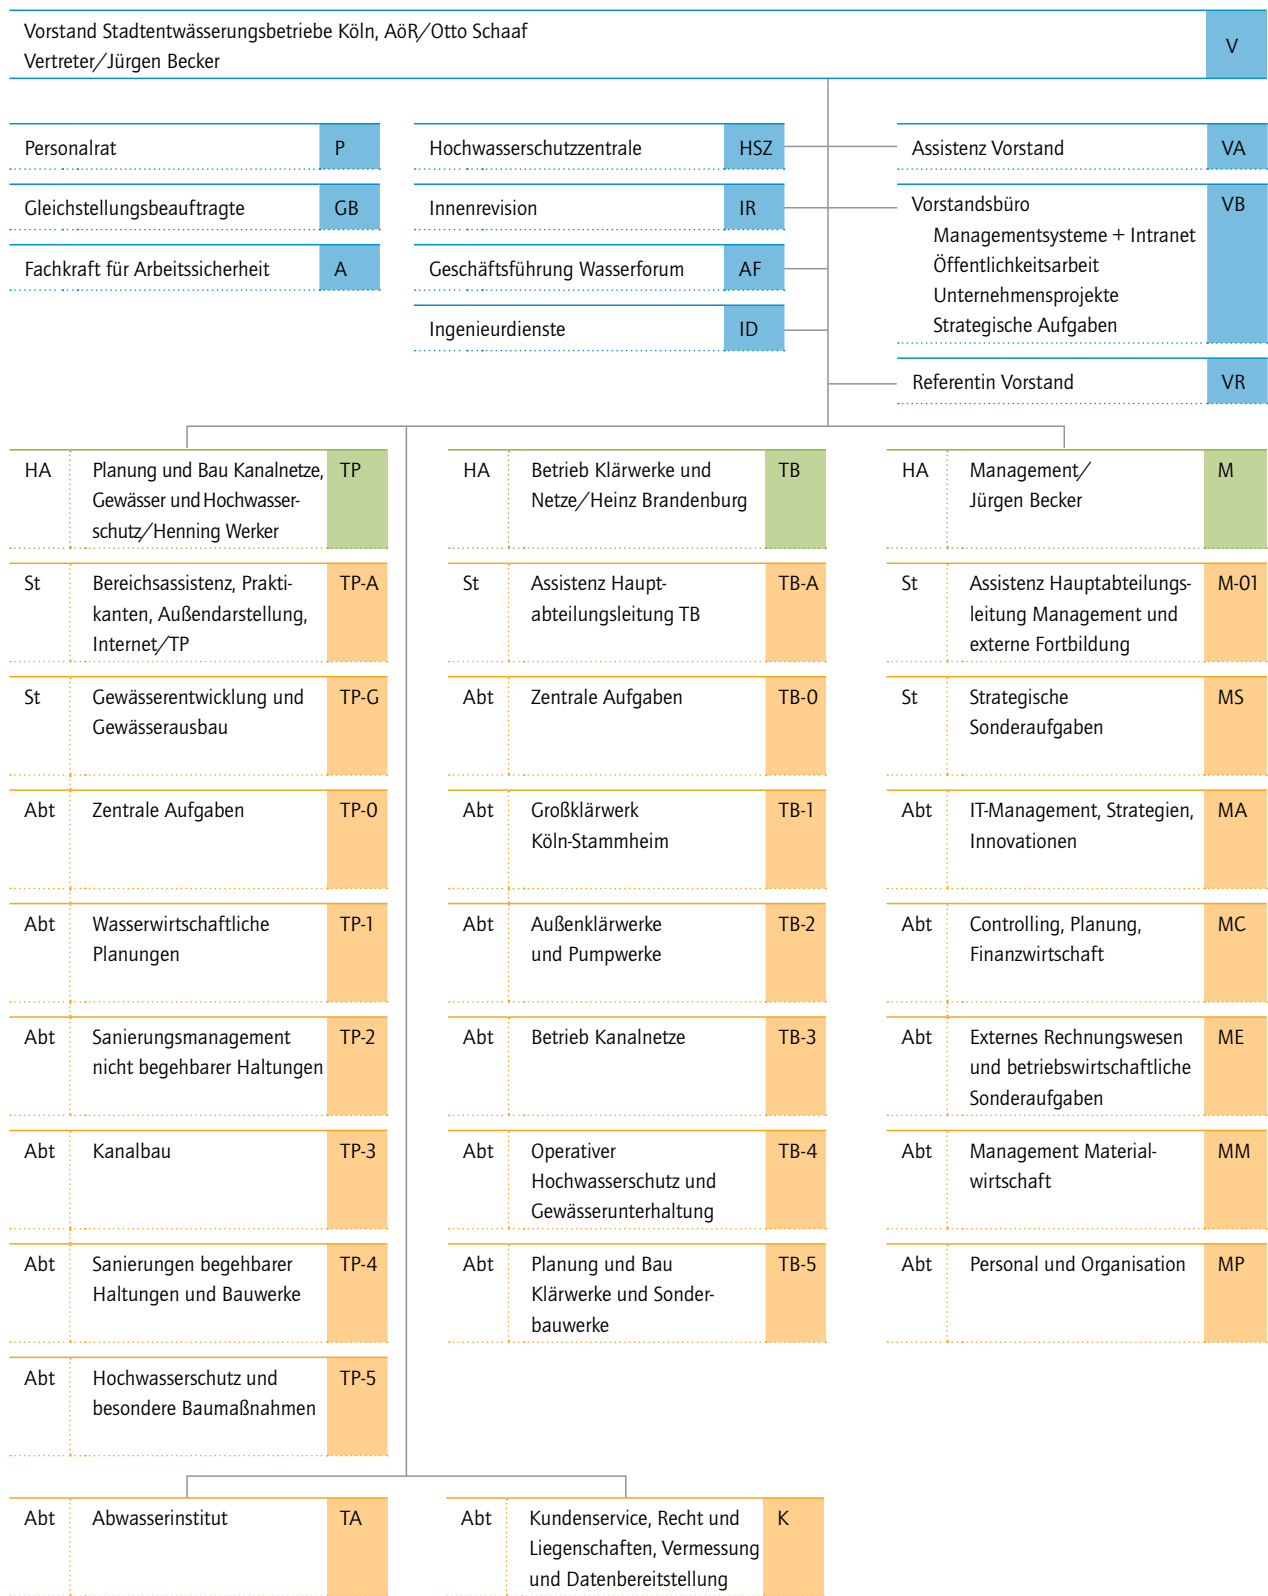 Vorstand Stadtentwässerungsbetriebe Köln, AöR/Otto Schaaf
Vertreter/Jürgen Becker
V
Personalrat
P
Gleichstellungsbeauftragte
GB
Fachkraft für Arbeitssicherheit
A
Hochwasserschutzzentrale
HSZ
Innenrevision
IR
Geschäftsführung Wasserforum
AF
Ingenieurdienste
ID
Assistenz Vorstand
VA
Vorstandsbüro
VB
Managementsysteme + Intranet
Öffentlichkeitsarbeit
Unternehmensprojekte
Strategische Aufgaben
Referentin Vorstand
VR
HA
Planung und Bau Kanalnetze,
Gewässer und Hochwasser-
schutz/Henning Werker
TP
St
Bereichsassistenz, Prakti-
kanten, Außendarstellung,
Internet/TP
TP-A
St
Gewässerentwicklung und
Gewässerausbau
TP-G
Abt
Zentrale Aufgaben
TP-0
Abt
Wasserwirtschaftliche
Planungen
TP-1
Abt
Sanierungsmanagement
nicht begehbarer Haltungen
TP-2
Abt
Kanalbau
TP-3
Abt
Sanierungen begehbarer
Haltungen und Bauwerke
TP-4
Abt
Hochwasserschutz und
besondere Baumaßnahmen
TP-5
HA
Betrieb Klärwerke und
Netze/Heinz Brandenburg
TB
St
Assistenz Haupt-
abteilungsleitung TB
TB-A
Abt
Zentrale Aufgaben
TB-0
Abt
Großklärwerk
Köln-Stammheim
TB-1
Abt
Außenklärwerke
und Pumpwerke
TB-2
Abt
Betrieb Kanalnetze
TB-3
Abt
Operativer
Hochwasserschutz und
Gewässerunterhaltung
TB-4
Abt
Planung und Bau
Klärwerke und Sonder-
bauwerke
TB-5
HA
Management/
Jürgen Becker
M
St
Assistenz Hauptabteilungs-
leitung Management und
externe Fortbildung
M-01
St
Strategische
Sonderaufgaben
MS
Abt
IT-Management, Strategien,
Innovationen
MA
Abt
Controlling, Planung,
Finanzwirtschaft
MC
Abt
Externes Rechnungswesen
und betriebswirtschaftliche
Sonderaufgaben
ME
Abt
Management Material-
wirtschaft
MM
Abt
Personal und Organisation
MP
Abt
Abwasserinstitut
TA
Abt
Kundenservice, Recht und
Liegenschaften, Vermessung
und Datenbereitstellung
K